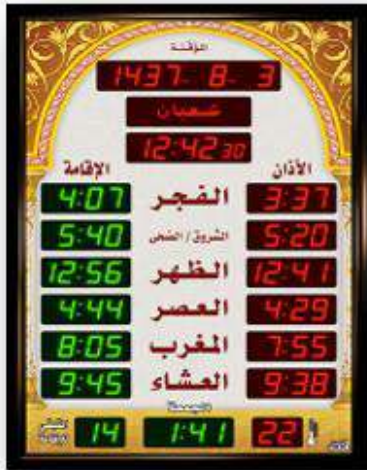 1437- 8- 3
شعبان
12:42 30
الأذان الإقامة
3:37 الفجر 4:07
5:20 الشروق / الضحى 5:40
12:41 الظهر 12:56
4:29 العصر 4:44
7:55 المغرب 8:05
9:38 العشاء 9:45
22 1:41 14